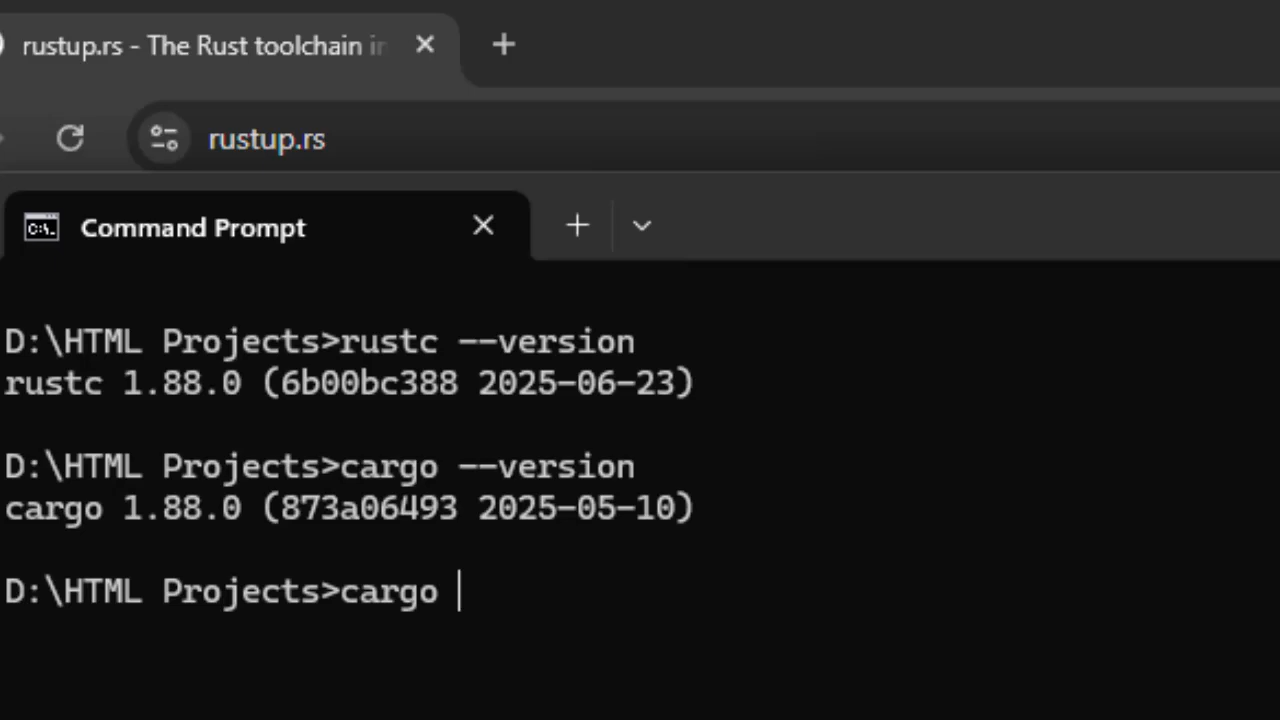 rustup.rs - The Rust toolchain
rustup.rs
Command Prompt
D:\HTML Projects>rustc --version
rustc 1.88.0 (6b00bc388 2025-06-23)
D:\HTML Projects>cargo --version
cargo 1.88.0 (873a06493 2025-05-10)
D:\HTML Projects>cargo